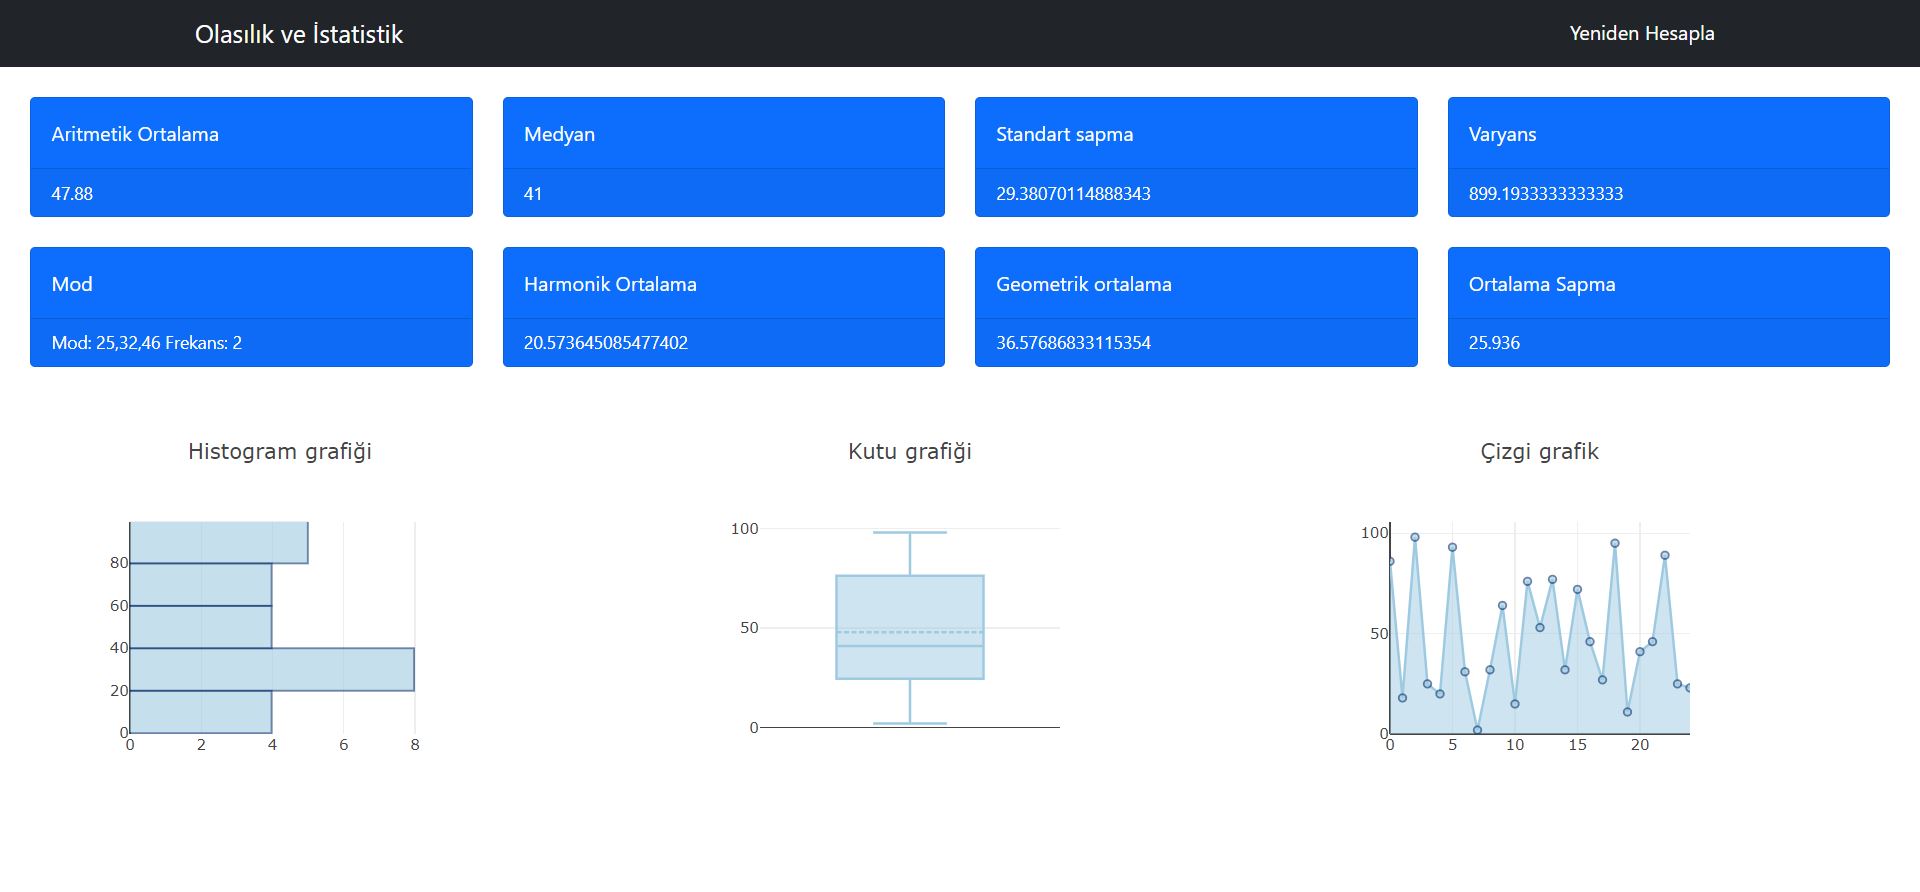 Olasılık ve İstatistik
Yeniden Hesapla
Aritmetik Ortalama
47.88
Medyan
41
Standart sapma
29.38070114888343
Varyans
899.1933333333333
Mod
Mod: 25,32,46 Frekans: 2
Harmonik Ortalama
20.573645085477402
Geometrik ortalama
36.57686833115354
Ortalama Sapma
25.936
Histogram grafiği
80
60
40
20
0
0 2 4 6 8
Kutu grafiği
100
50
0
Çizgi grafik
100
50
0
0 5 10 15 20